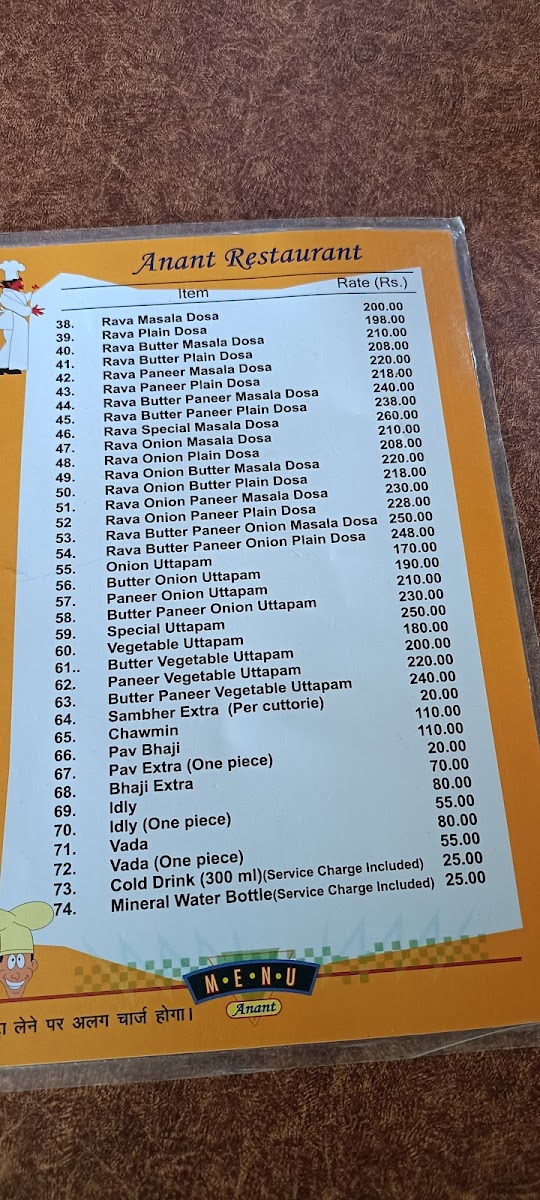 Anant Restaurant
Item Rate (Rs.)
38. Rava Masala Dosa 200.00
39. Rava Plain Dosa 198.00
40. Rava Butter Masala Dosa 210.00
41. Rava Butter Plain Dosa 208.00
42. Rava Paneer Masala Dosa 220.00
43. Rava Paneer Plain Dosa 218.00
44. Rava Butter Paneer Masala Dosa 240.00
45. Rava Butter Paneer Plain Dosa 238.00
46. Rava Special Masala Dosa 260.00
47. Rava Onion Masala Dosa 210.00
48. Rava Onion Plain Dosa 208.00
49. Rava Onion Butter Masala Dosa 220.00
50. Rava Onion Butter Plain Dosa 218.00
51. Rava Onion Paneer Masala Dosa 230.00
52 Rava Onion Paneer Plain Dosa 228.00
53. Rava Butter Paneer Onion Masala Dosa 250.00
54. Rava Butter Paneer Onion Plain Dosa 248.00
55. Onion Uttapam 170.00
56. Butter Onion Uttapam 190.00
57. Paneer Onion Uttapam 210.00
58. Butter Paneer Onion Uttapam 230.00
59. Special Uttapam 250.00
60. Vegetable Uttapam 180.00
61.. Butter Vegetable Uttapam 200.00
62. Paneer Vegetable Uttapam 220.00
63. Butter Paneer Vegetable Uttapam 240.00
64. Sambher Extra (Per cuttorie) 20.00
65. Chawmin 110.00
66. Pav Bhaji 110.00
67. Pav Extra (One piece) 20.00
68. Bhaji Extra 70.00
69. Idly 80.00
70. Idly (One piece) 55.00
71. Vada 80.00
72. Vada (One piece) 55.00
73. Cold Drink (300 ml)(Service Charge Included) 25.00
74. Mineral Water Bottle(Service Charge Included) 25.00
M•E•N•U
Anant
लेने पर अलग चार्ज होगा।